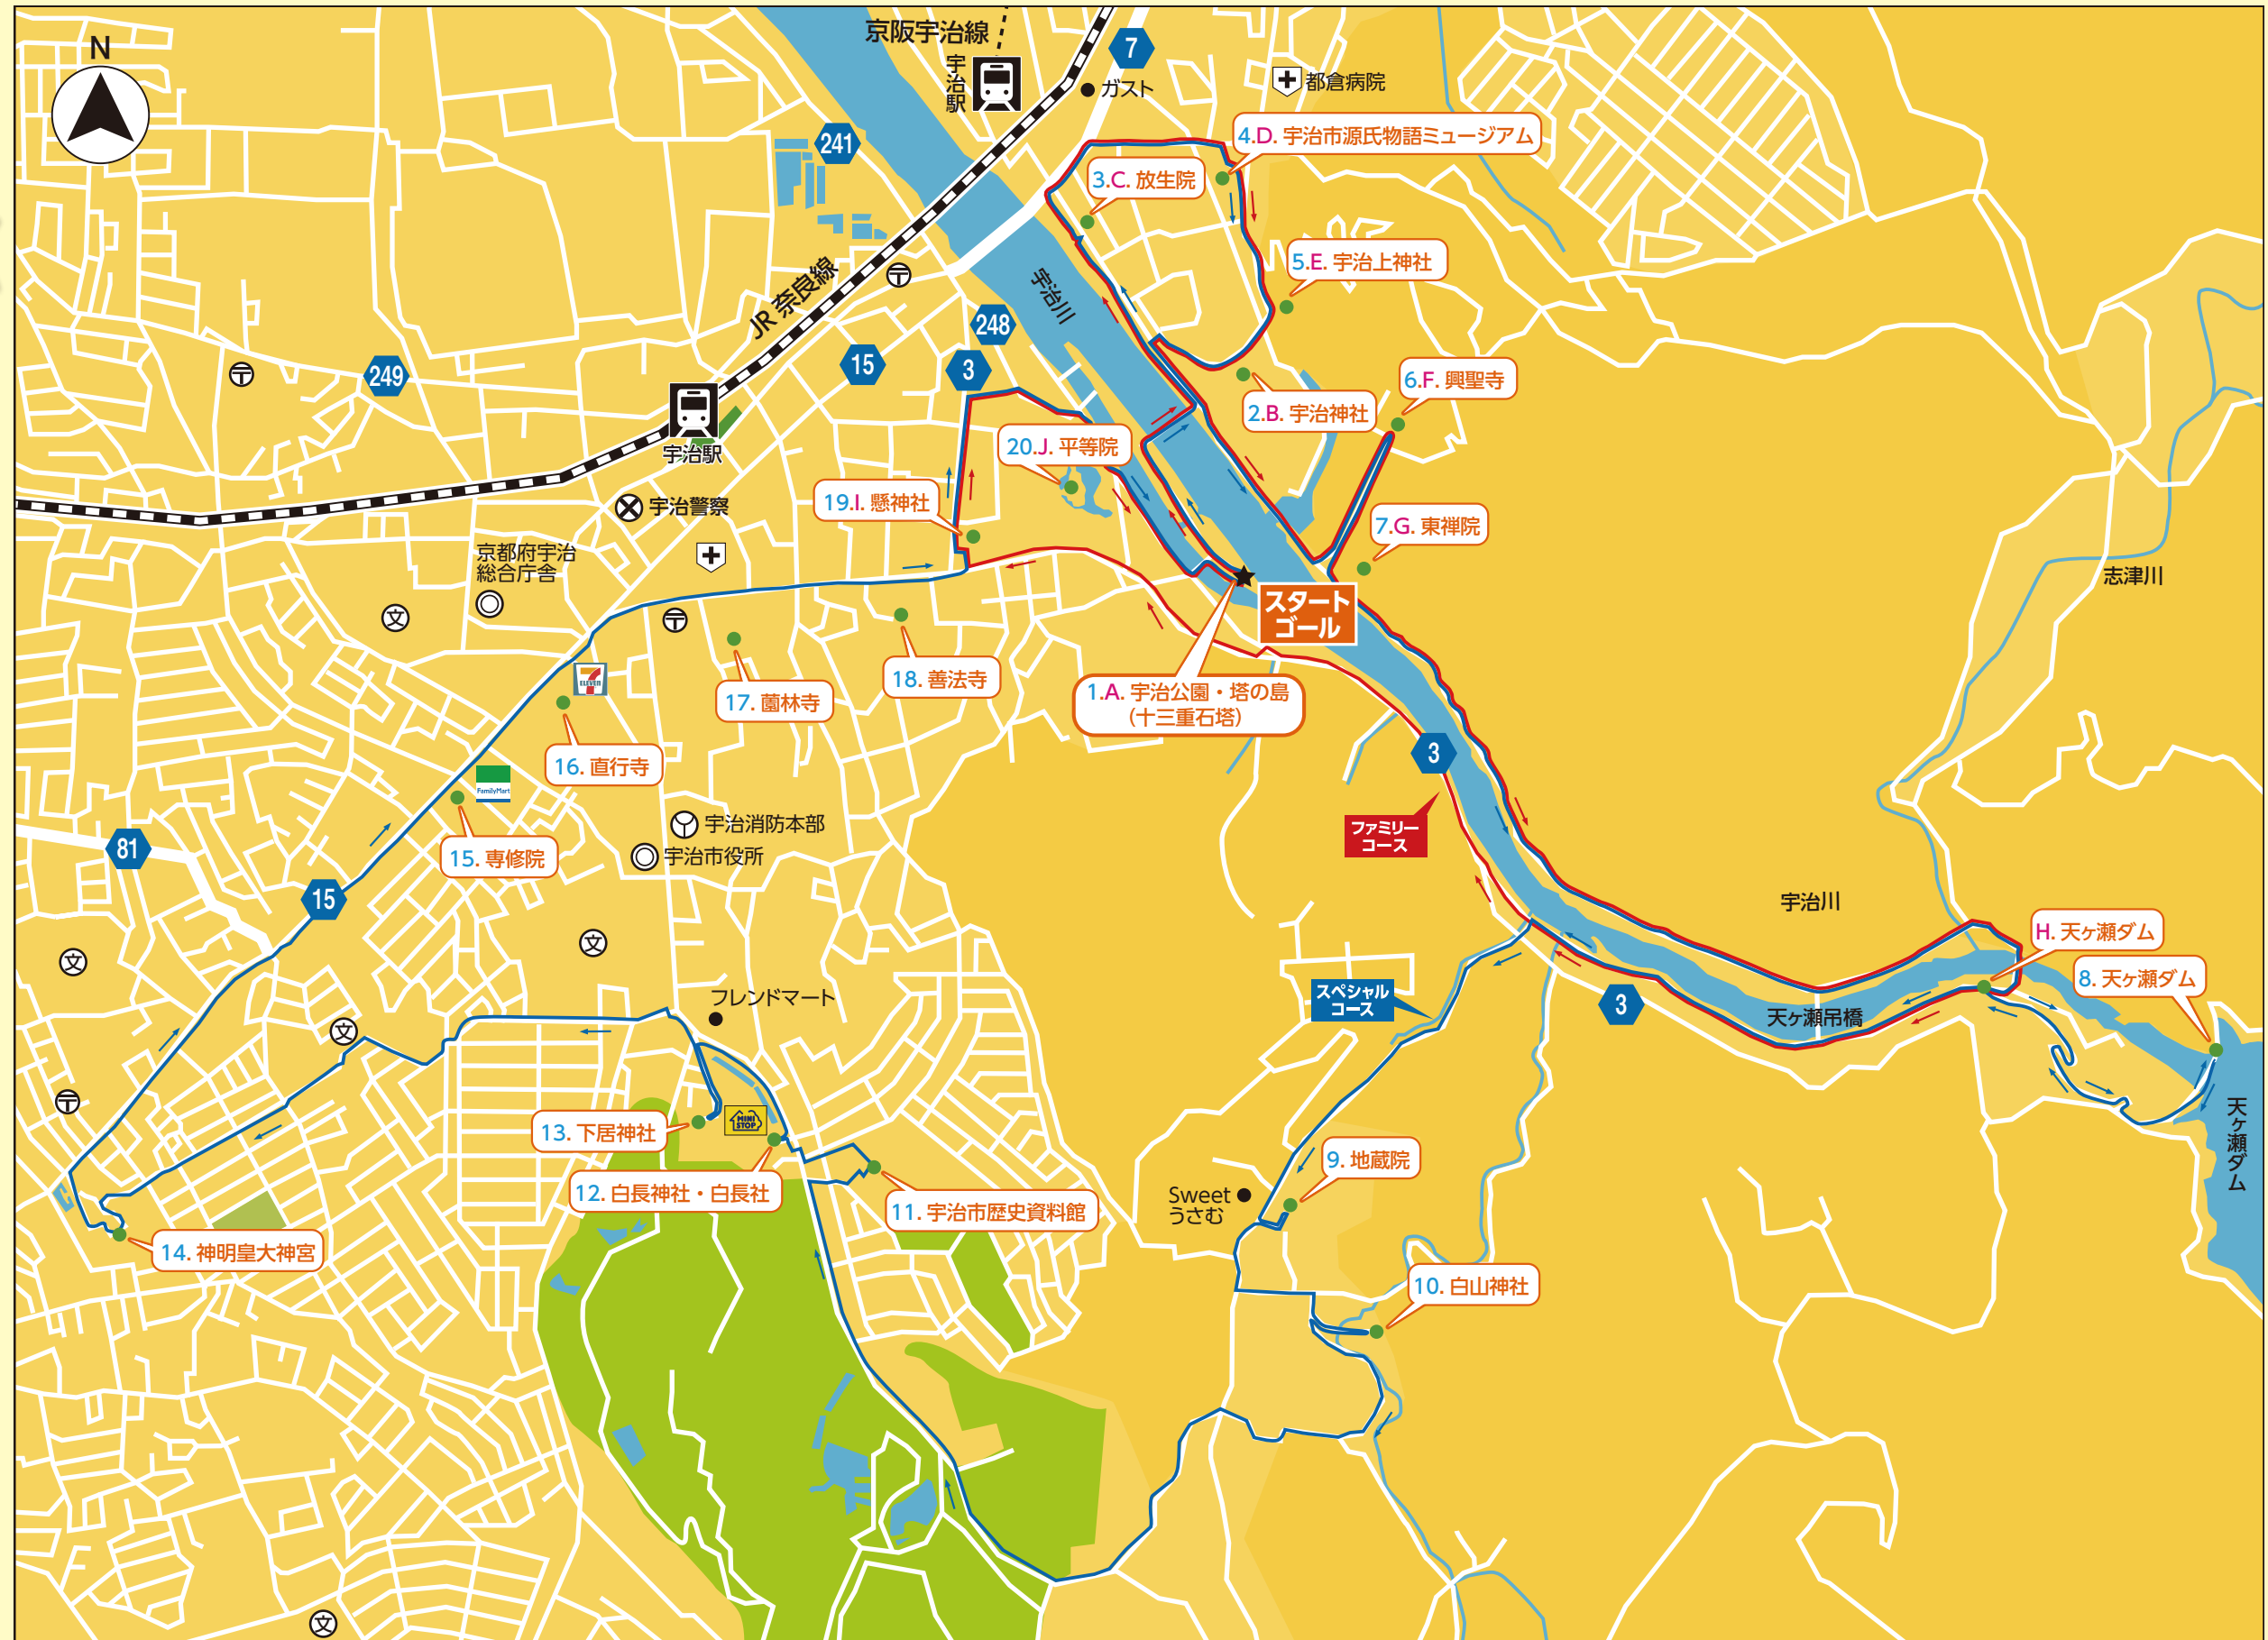 N
京阪宇治線
宇治駅
7
ガスト
都倉病院
241
4.D. 宇治市源氏物語ミュージアム
3.C. 放生院
5.E. 宇治上神社
宇治川
JR 奈良線
248
15
3
249
6.F. 興聖寺
2.B. 宇治神社
宇治駅
20.J. 平等院
19.I. 懸神社
宇治警察
7.G. 東禅院
京都府宇治
総合庁舎
文
志津川
スタート
ゴール
18. 善法寺
17. 薗林寺
1.A. 宇治公園・塔の島
(十三重石塔)
7
ELEVEN
16. 直行寺
3
FamilyMart
宇治消防本部
ファミリー
コース
81
15. 専修院
宇治市役所
15
宇治川
H. 天ヶ瀬ダム
文
文
8. 天ヶ瀬ダム
フレンドマート
スペシャル
コース
3
天ヶ瀬吊橋
文
天ヶ瀬ダム
MINI
STOP
13. 下居神社
9. 地蔵院
12. 白長神社・白長社
Sweet
うさむ
11. 宇治市歴史資料館
14. 神明皇大神宮
10. 白山神社
文